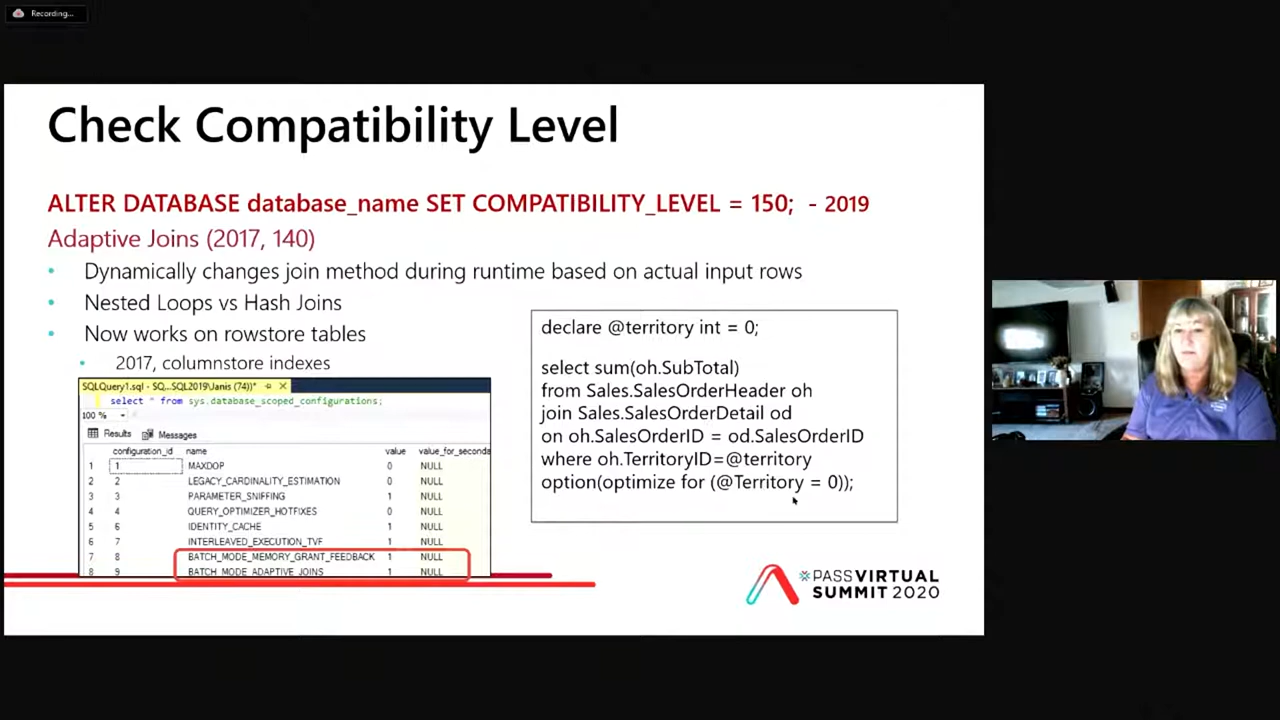 Recording...
Check Compatibility Level
ALTER DATABASE database_name SET COMPATIBILITY_LEVEL = 150; - 2019
Adaptive Joins (2017, 140)
• Dynamically changes join method during runtime based on actual input rows
• Nested Loops vs Hash Joins
• Now works on rowstore tables
• 2017, columnstore indexes
SQLQuery1.sql - SQ...SQL2019\Janis (74))*
select * from sys.database_scoped_configurations;
100 %
Results Messages
configuration_id name value value_for_seconda
1 1 MAXDOP 0 NULL
2 2 LEGACY_CARDINALITY_ESTIMATION 0 NULL
3 3 PARAMETER_SNIFFING 1 NULL
4 4 QUERY_OPTIMIZER_HOTFIXES 0 NULL
5 6 IDENTITY_CACHE 1 NULL
6 7 INTERLEAVED_EXECUTION_TVF 1 NULL
7 8 BATCH_MODE_MEMORY_GRANT_FEEDBACK 1 NULL
8 9 BATCH_MODE_ADAPTIVE_JOINS 1 NULL
declare @territory int = 0;
select sum(oh.SubTotal)
from Sales.SalesOrderHeader oh
join Sales.SalesOrderDetail od
on oh.SalesOrderID = od.SalesOrderID
where oh.TerritoryID=@territory
option(optimize for (@Territory = 0));
PASS VIRTUAL
SUMMIT 2020